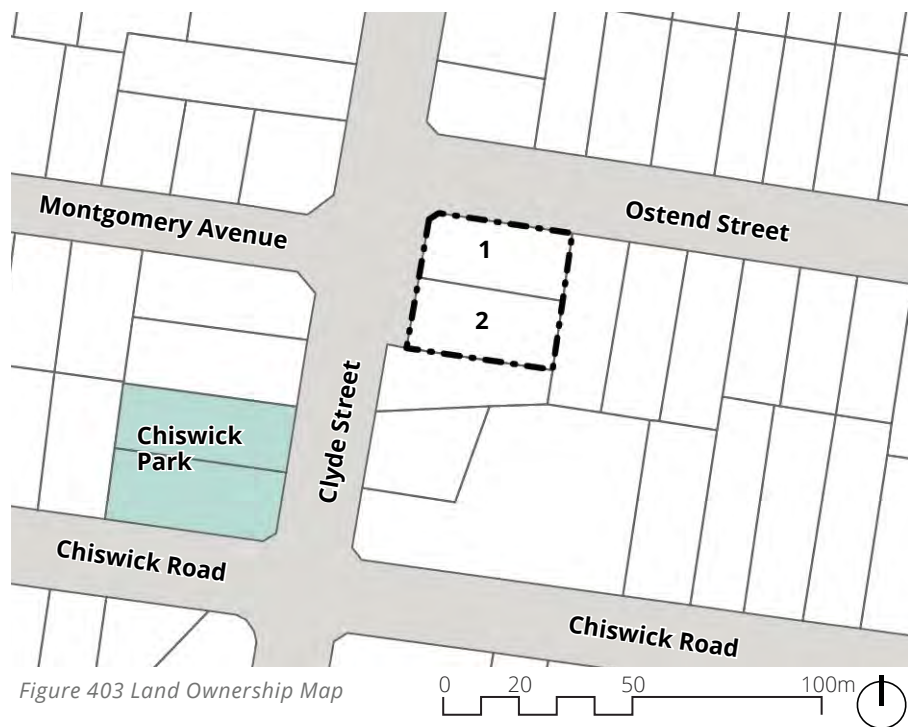 Montgomery Avenue
Ostend Street
1
2
Clyde Street
Chiswick
Park
Chiswick Road
Chiswick Road
Figure 403 Land Ownership Map
0 20 50 100m